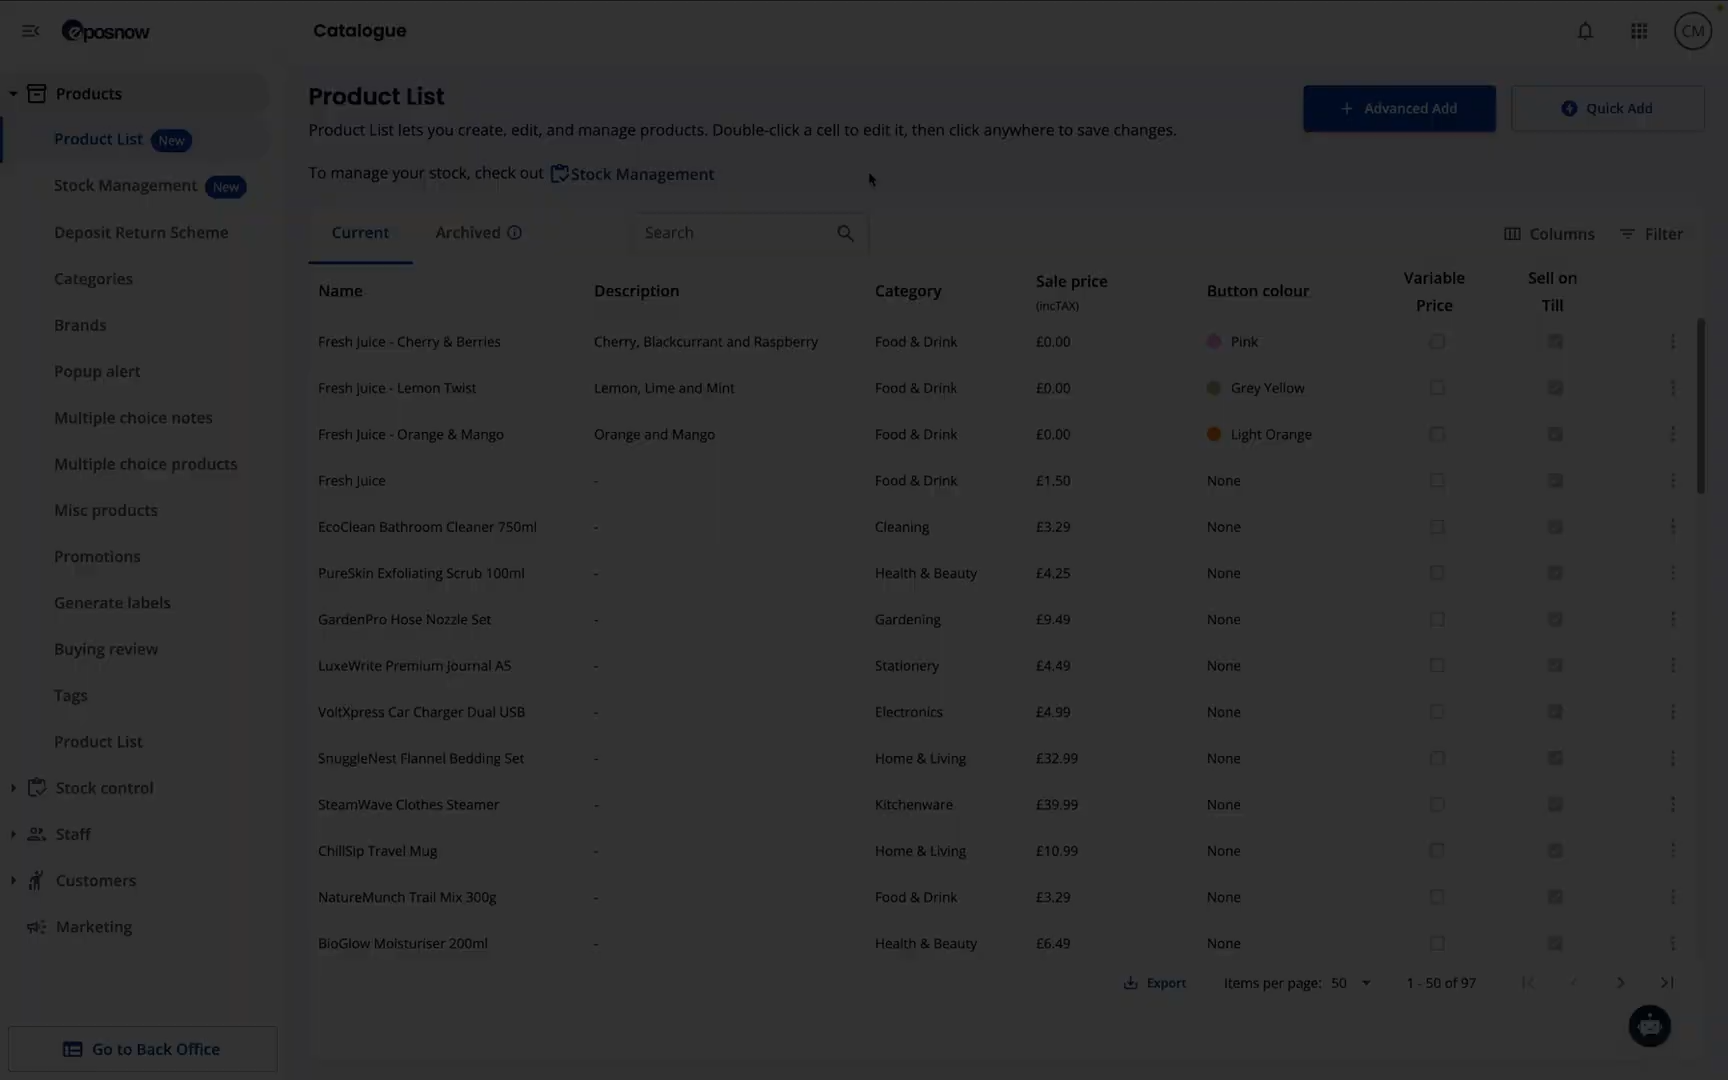 eposnow
Catalogue
CM
Products
Product List New
Stock Management New
Deposit Return Scheme
Categories
Brands
Popup alert
Multiple choice notes
Multiple choice products
Misc products
Promotions
Generate labels
Buying review
Tags
Product List
Stock control
Staff
Customers
Marketing
Go to Back Office
Product List
Product List lets you create, edit, and manage products. Double-click a cell to edit it, then click anywhere to save changes.
+ Advanced Add
Quick Add
To manage your stock, check out Stock Management
Current Archived Search Columns Filter
Name Description Category Sale price (incTAX) Button colour Variable Price Sell on Till
Fresh Juice - Cherry & Berries Cherry, Blackcurrant and Raspberry Food & Drink £0.00 Pink
Fresh Juice - Lemon Twist Lemon, Lime and Mint Food & Drink £0.00 Grey Yellow
Fresh Juice - Orange & Mango Orange and Mango Food & Drink £0.00 Light Orange
Fresh Juice - Food & Drink £1.50 None
EcoClean Bathroom Cleaner 750ml - Cleaning £3.29 None
PureSkin Exfoliating Scrub 100ml - Health & Beauty £4.25 None
GardenPro Hose Nozzle Set - Gardening £9.49 None
LuxeWrite Premium Journal A5 - Stationery £4.49 None
VoltXpress Car Charger Dual USB - Electronics £4.99 None
SnuggleNest Flannel Bedding Set - Home & Living £32.99 None
SteamWave Clothes Steamer - Kitchenware £39.99 None
ChillSip Travel Mug - Home & Living £10.99 None
NatureMunch Trail Mix 300g - Food & Drink £3.29 None
BioGlow Moisturiser 200ml - Health & Beauty £6.49 None
Export Items per page: 50 1 - 50 of 97